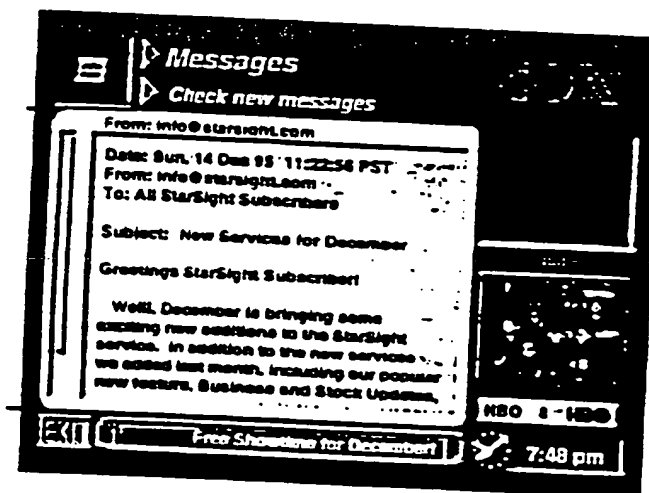 Messages
Check new messages
From: info@starsight.com
Date: Sun, 14 Dec 95 11:22:56 PST
From: info@starsight.com
To: All StarSight Subscribers
Subject: New Services for December
Greetings StarSight Subscriber!
Well, December is bringing some
exciting new additions to the StarSight
service. In addition to the new services
we added last month, including our popular
new feature, Business and Stock Updates,
HBO 8 - HBO
EXIT
Free Showtime for December!
7:48 pm